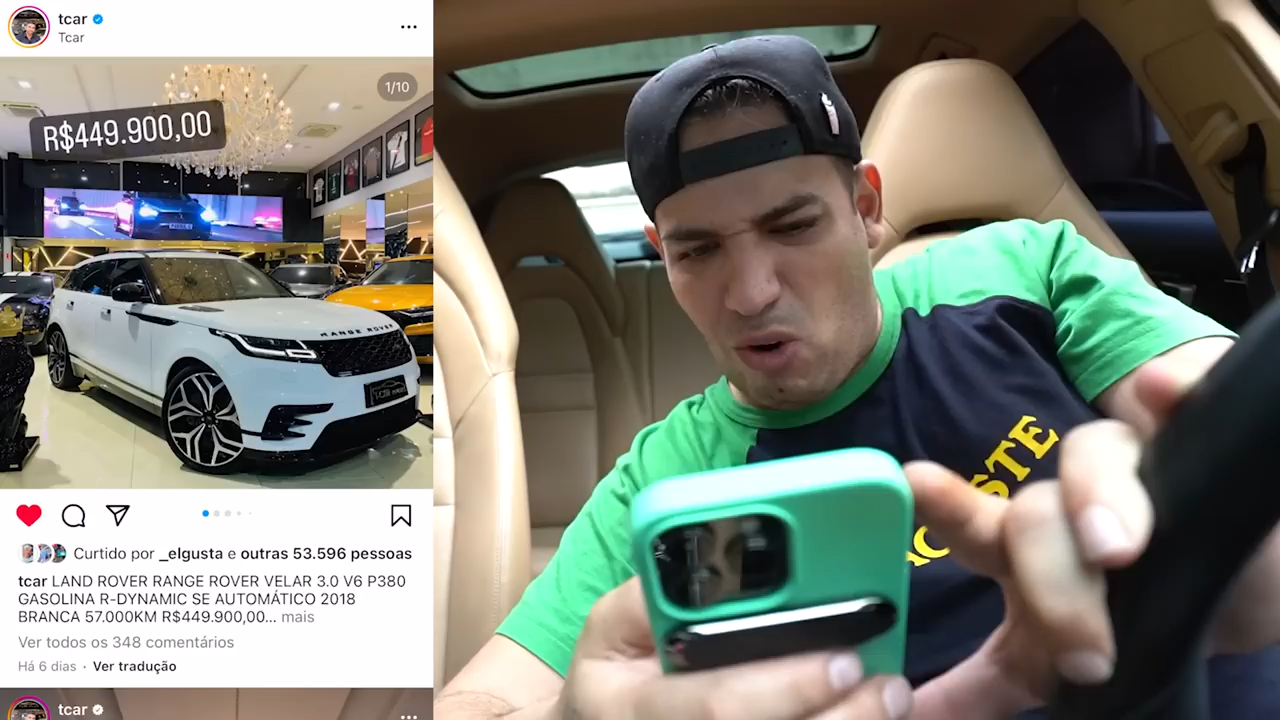 tcar
Tcar
1/10
R$449.900,00
RANGE ROVER
Curtido por _elgusta e outras 53.596 pessoas
tcar LAND ROVER RANGE ROVER VELAR 3.0 V6 P380
GASOLINA R-DYNAMIC SE AUTOMÁTICO 2018
BRANCA 57.000KM R$449.900,00... mais
Ver todos os 348 comentários
Há 6 dias · Ver tradução
tcar
STE